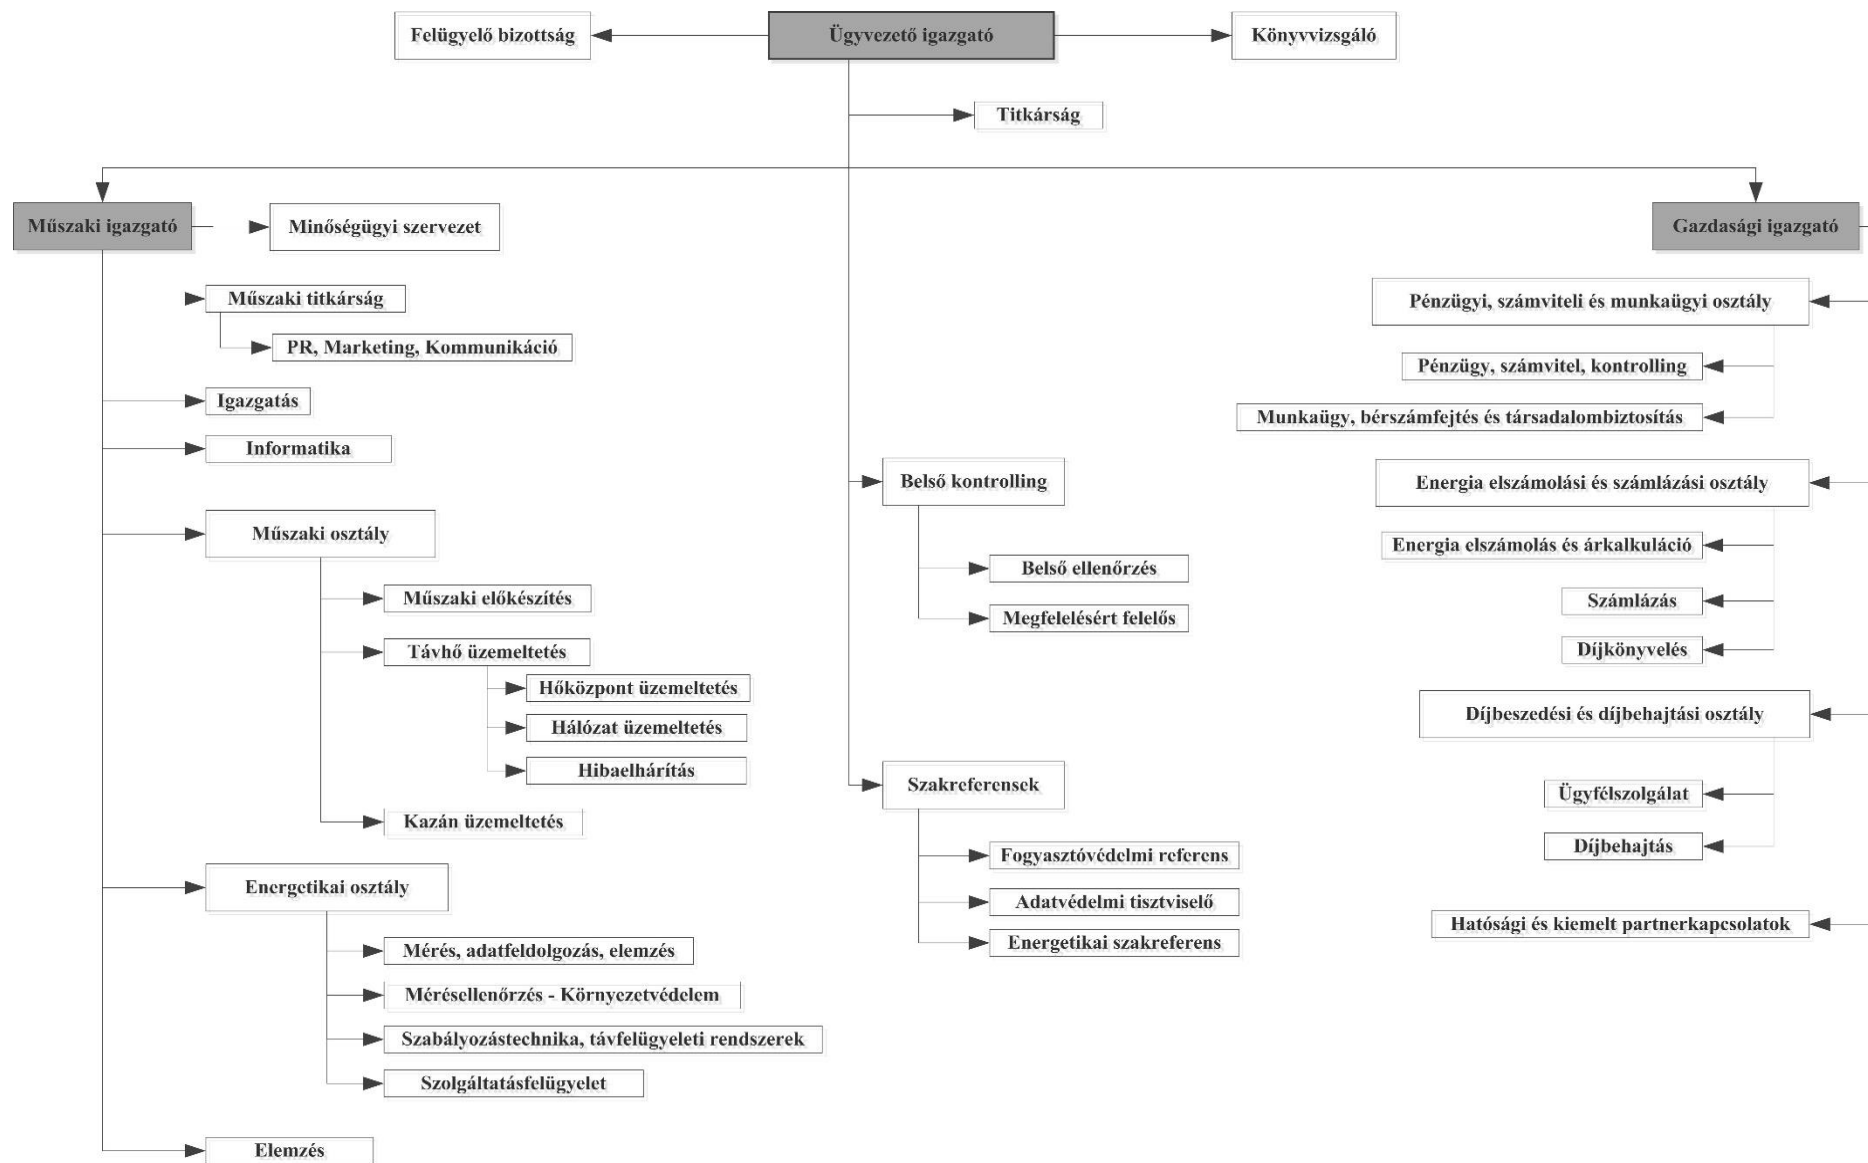 Felügyelő bizottság
Ügyvezető igazgató
Könyvvizsgáló
Titkárság
Műszaki igazgató
Minőségügyi szervezet
Gazdasági igazgató
Műszaki titkárság
PR, Marketing, Kommunikáció
Igazgatás
Informatika
Műszaki osztály
Műszaki előkészítés
Távhő üzemeltetés
Hőközpont üzemeltetés
Hálózat üzemeltetés
Hibaelhárítás
Kazán üzemeltetés
Energetikai osztály
Mérés, adatfeldolgozás, elemzés
Mérésellenőrzés - Környezetvédelem
Szabályozástechnika, távfelügyeleti rendszerek
Szolgáltatásfelügyelet
Elemzés
Belső kontrolling
Belső ellenőrzés
Megfelelésért felelős
Szakreferensek
Fogyasztóvédelmi referens
Adatvédelmi tisztviselő
Energetikai szakreferens
Pénzügyi, számviteli és munkaügyi osztály
Pénzügy, számvitel, kontrolling
Munkaügy, bérszámfejtés és társadalombiztosítás
Energia elszámolási és számlázási osztály
Energia elszámolás és árkalkuláció
Számlázás
Díjkönyvelés
Díjbeszedési és díjbehajtási osztály
Ügyfélszolgálat
Díjbehajtás
Hatósági és kiemelt partnerkapcsolatok